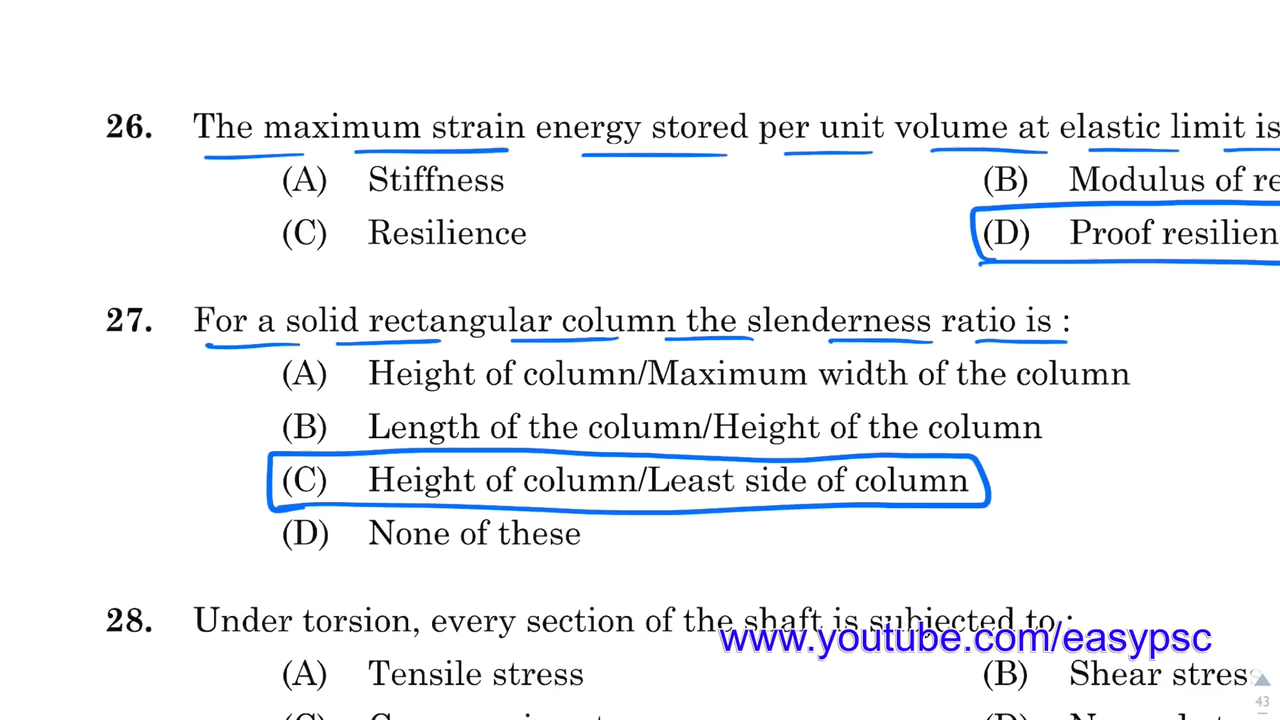 26. The maximum strain energy stored per unit volume at elastic limit is
(A) Stiffness (B) Modulus of re
(C) Resilience (D) Proof resilien
27. For a solid rectangular column the slenderness ratio is :
(A) Height of column/Maximum width of the column
(B) Length of the column/Height of the column
(C) Height of column/Least side of column
(D) None of these
28. Under torsion, every section of the shaft is subjected to :
www.youtube.com/easypsc
(A) Tensile stress (B) Shear stres
43